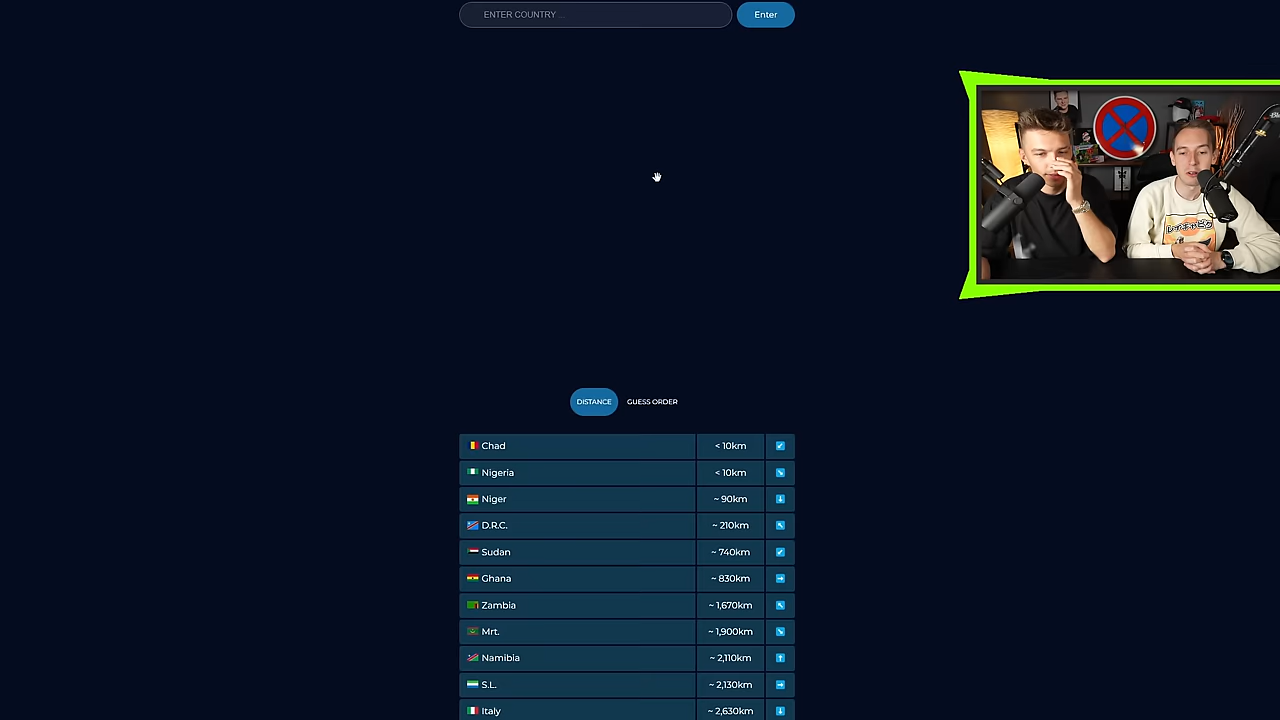 ENTER COUNTRY ...
Enter
DISTANCE
GUESS ORDER
Chad < 10km
Nigeria < 10km
Niger ~ 90km
D.R.C. ~ 210km
Sudan ~ 740km
Ghana ~ 830km
Zambia ~ 1,670km
Mrt. ~ 1,900km
Namibia ~ 2,110km
S.L. ~ 2,130km
Italy ~ 2,630km